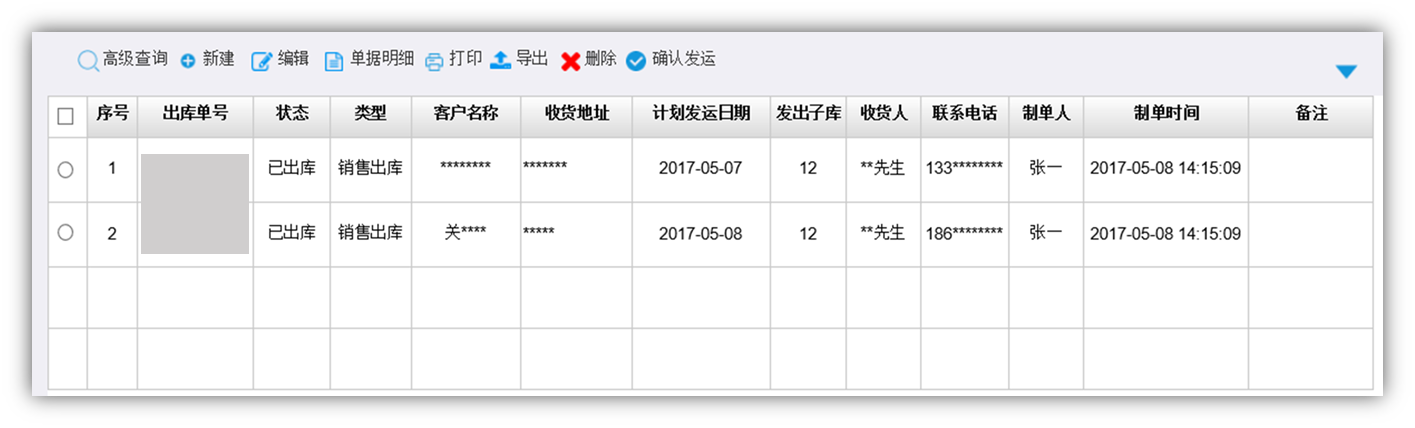 高级查询 新建 编辑 单据明细 打印 导出 删除 确认发运
序号 出库单号 状态 类型 客户名称 收货地址 计划发运日期 发出子库 收货人 联系电话 制单人 制单时间 备注
1 已出库 销售出库 ******** ******* 2017-05-07 12 **先生 133******** 张一 2017-05-08 14:15:09
2 已出库 销售出库 关**** ***** 2017-05-08 12 **先生 186******** 张一 2017-05-08 14:15:09